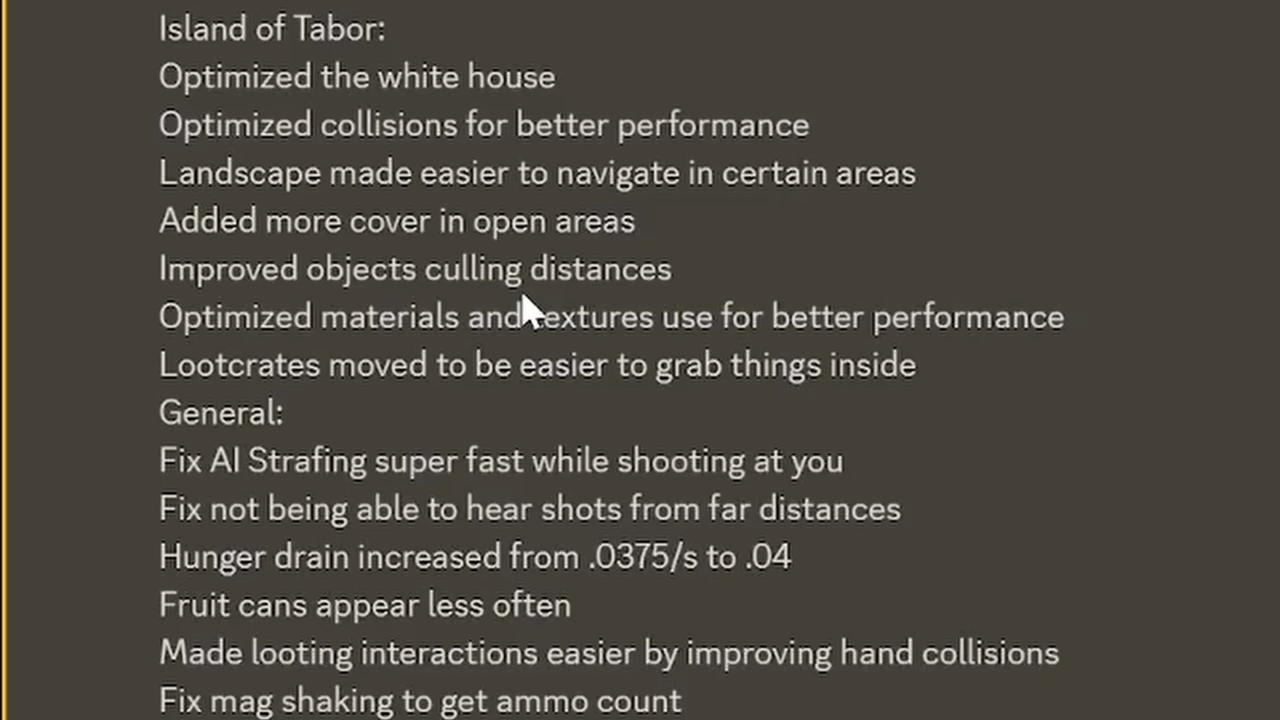 Island of Tabor:
Optimized the white house
Optimized collisions for better performance
Landscape made easier to navigate in certain areas
Added more cover in open areas
Improved objects culling distances
Optimized materials and textures use for better performance
Lootcrates moved to be easier to grab things inside
General:
Fix AI Strafing super fast while shooting at you
Fix not being able to hear shots from far distances
Hunger drain increased from .0375/s to .04
Fruit cans appear less often
Made looting interactions easier by improving hand collisions
Fix mag shaking to get ammo count